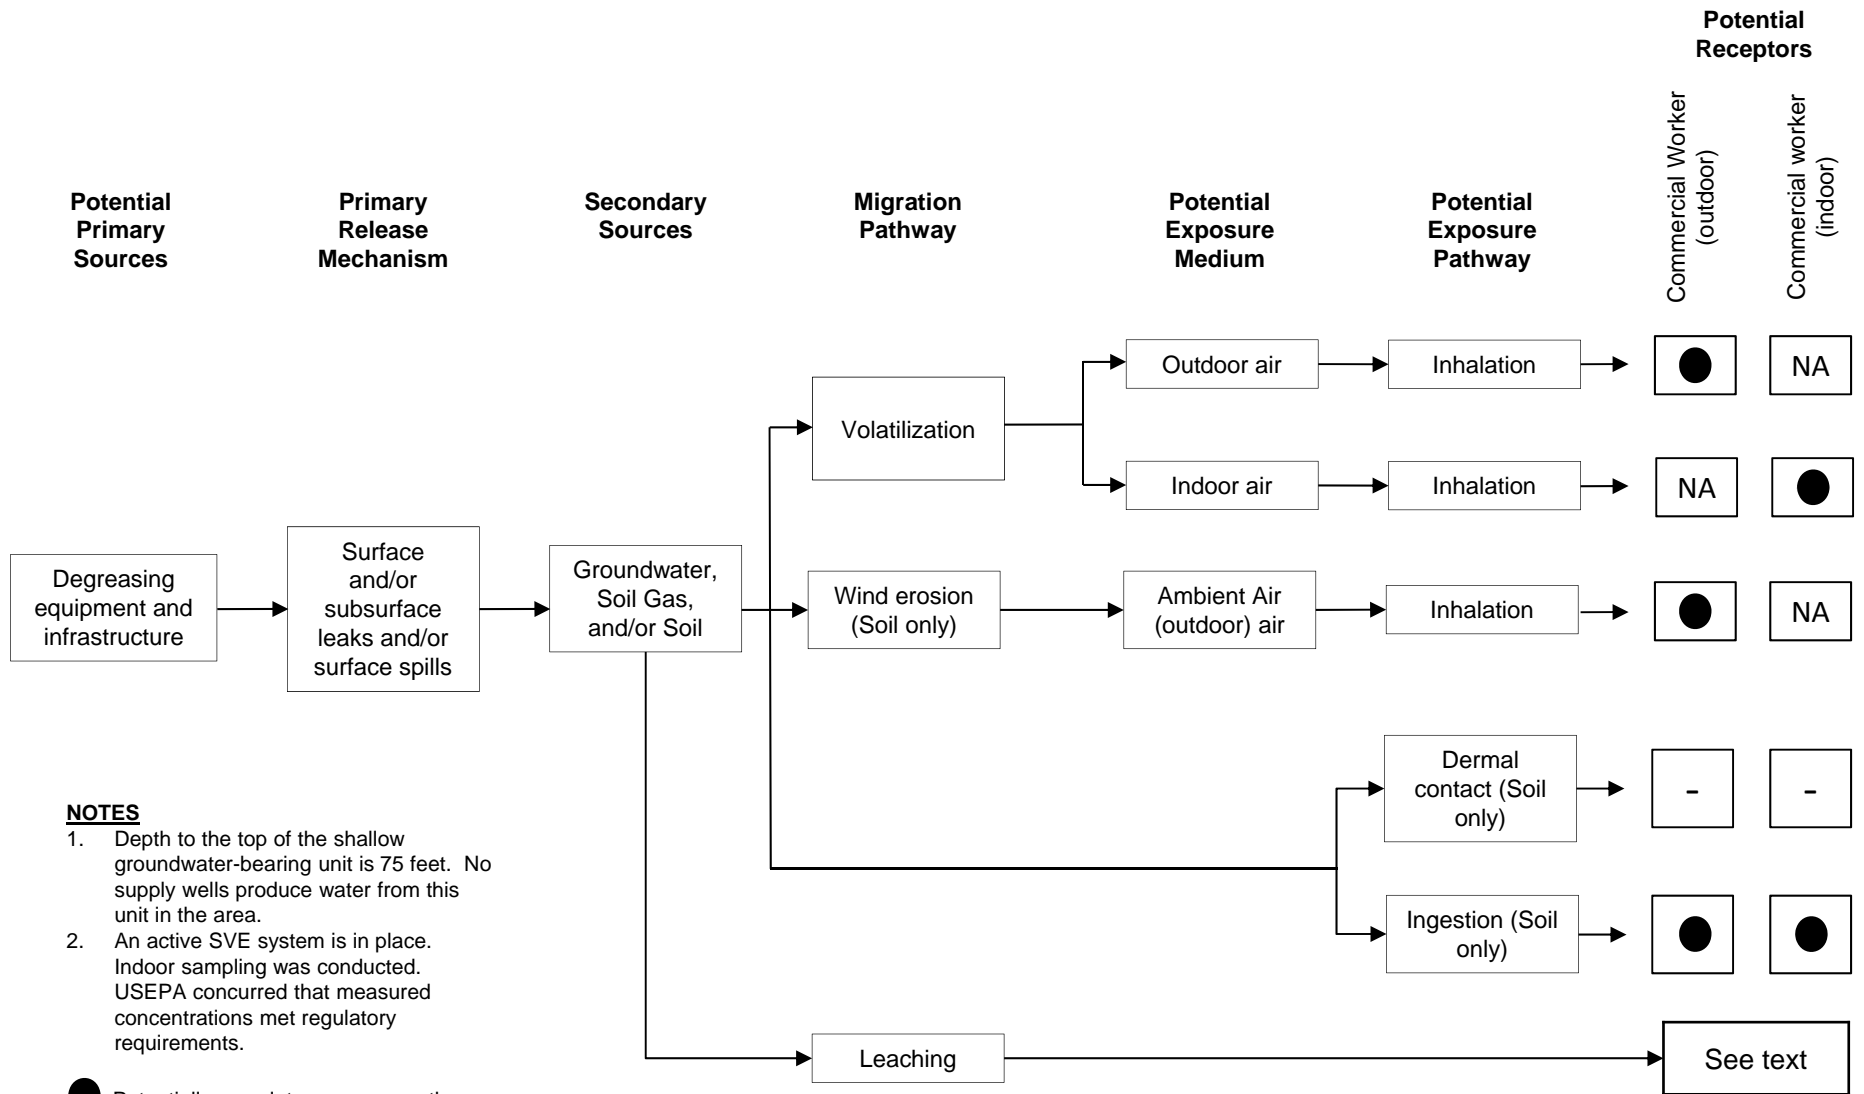 Potential
Receptors
Commercial Worker
(outdoor)
Commercial worker
(indoor)
Potential
Primary
Sources
Primary
Release
Mechanism
Secondary
Sources
Migration
Pathway
Potential
Exposure
Medium
Potential
Exposure
Pathway
Outdoor air
Inhalation
NA
Volatilization
Indoor air
Inhalation
NA
Degreasing
equipment and
infrastructure
Surface
and/or
subsurface
leaks and/or
surface spills
Groundwater,
Soil Gas,
and/or Soil
Wind erosion
(Soil only)
Ambient Air
(outdoor) air
Inhalation
NA
Dermal
contact (Soil
only)
-
-
Ingestion (Soil
only)
Leaching
See text
NOTES
1. Depth to the top of the shallow
groundwater-bearing unit is 75 feet. No
supply wells produce water from this
unit in the area.
2. An active SVE system is in place.
Indoor sampling was conducted.
USEPA concurred that measured
concentrations met regulatory
requirements.